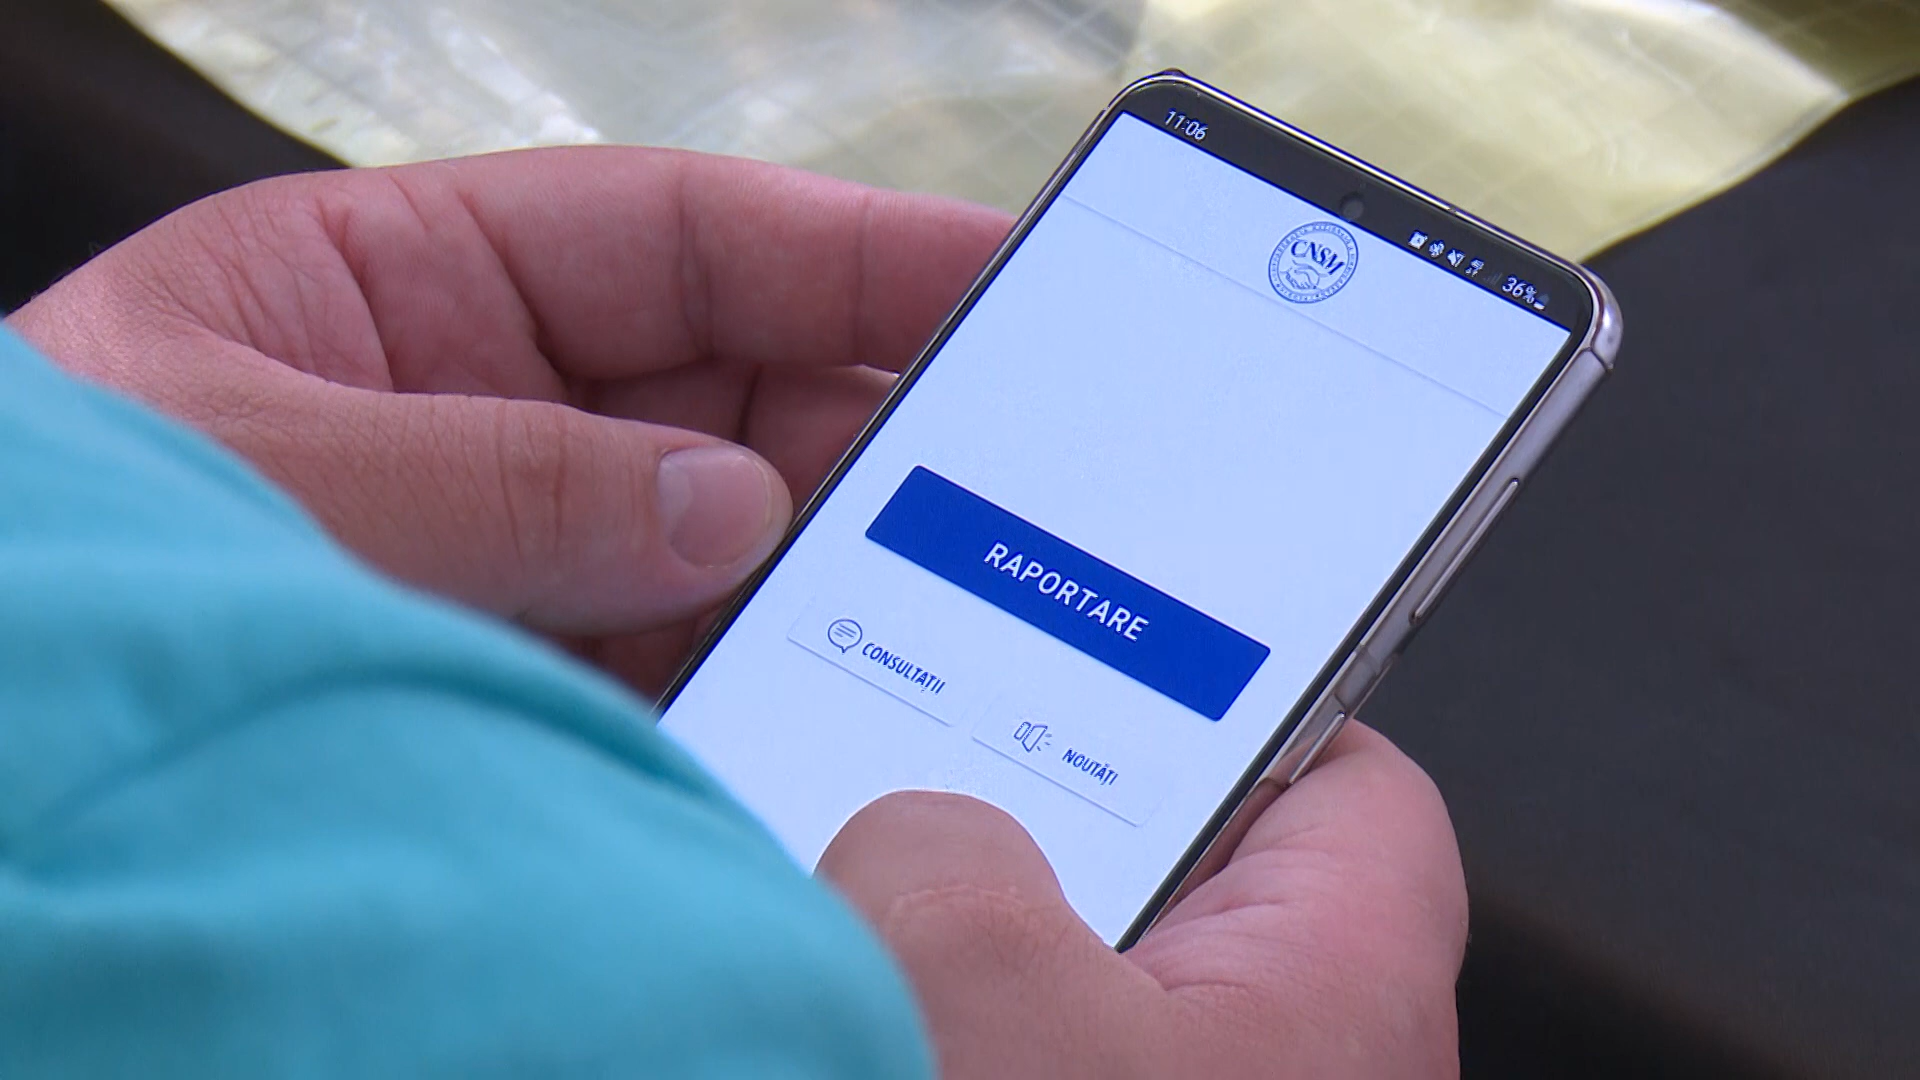 11:06
36%
CNSM
RAPORTARE
CONSULTAȚII
NOUTĂȚI